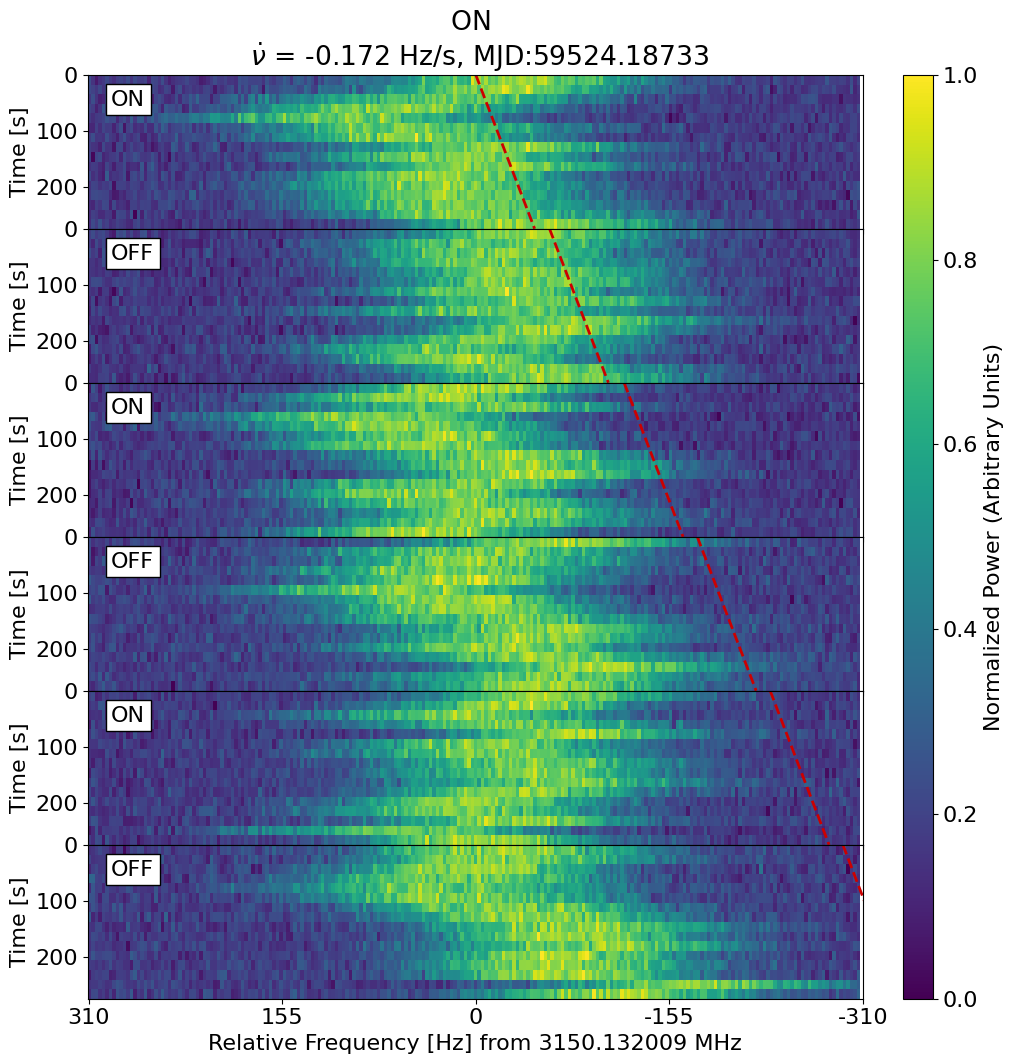 ON
ν̇ = -0.172 Hz/s, MJD:59524.18733
0
ON
100
Time [s]
200
0
OFF
100
Time [s]
200
0
ON
100
Time [s]
200
0
OFF
100
Time [s]
200
0
ON
100
Time [s]
200
0
OFF
100
Time [s]
200
310 155 0 -155 -310
Relative Frequency [Hz] from 3150.132009 MHz
1.0
0.8
0.6
0.4
0.2
0.0
Normalized Power (Arbitrary Units)